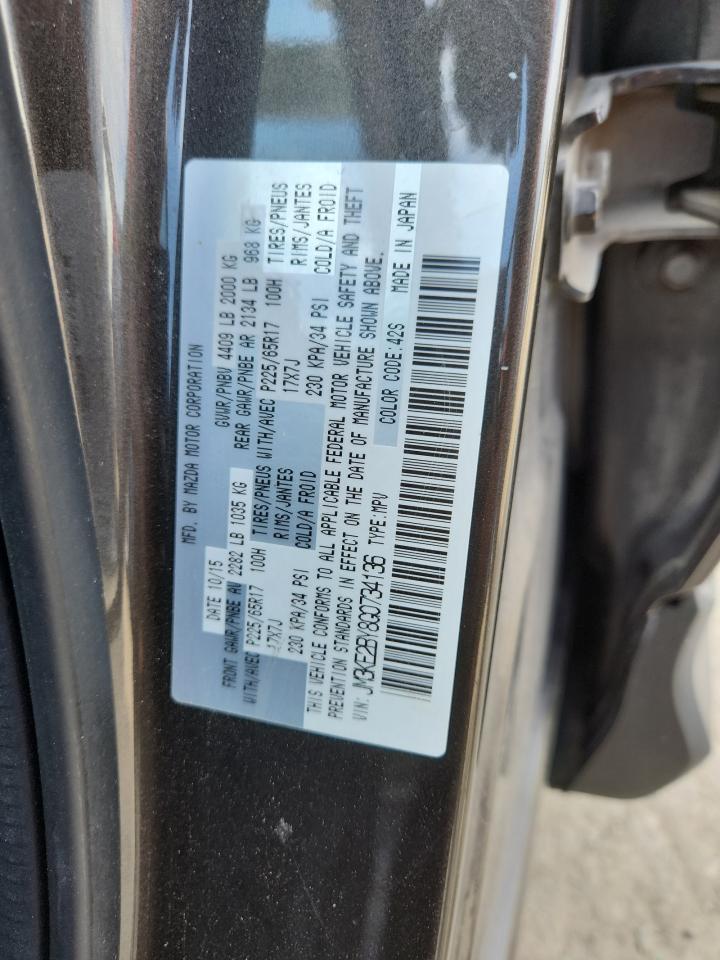 MFD. BY MAZDA MOTOR CORPORATION
DATE 10/15 GVWR/PNBV 4409 LB 2000 KG
FRONT GAWR/PNBE AV 2282 LB 1035 KG REAR GAWR/PNBE AR 2134 LB 968 KG
WITH/AVEC P225/65R17 100H TIRES/PNEUS WITH/AVEC P225/65R17 100H TIRES/PNEUS
17X7J RIMS/JANTES 17X7J RIMS/JANTES
230 KPA/34 PSI COLD/A FROID 230 KPA/34 PSI COLD/A FROID
THIS VEHICLE CONFORMS TO ALL APPLICABLE FEDERAL MOTOR VEHICLE SAFETY AND THEFT
PREVENTION STANDARDS IN EFFECT ON THE DATE OF MANUFACTURE SHOWN ABOVE.
VIN: JM3KE2BY8G0734136 TYPE:MPV COLOR CODE:42S MADE IN JAPAN